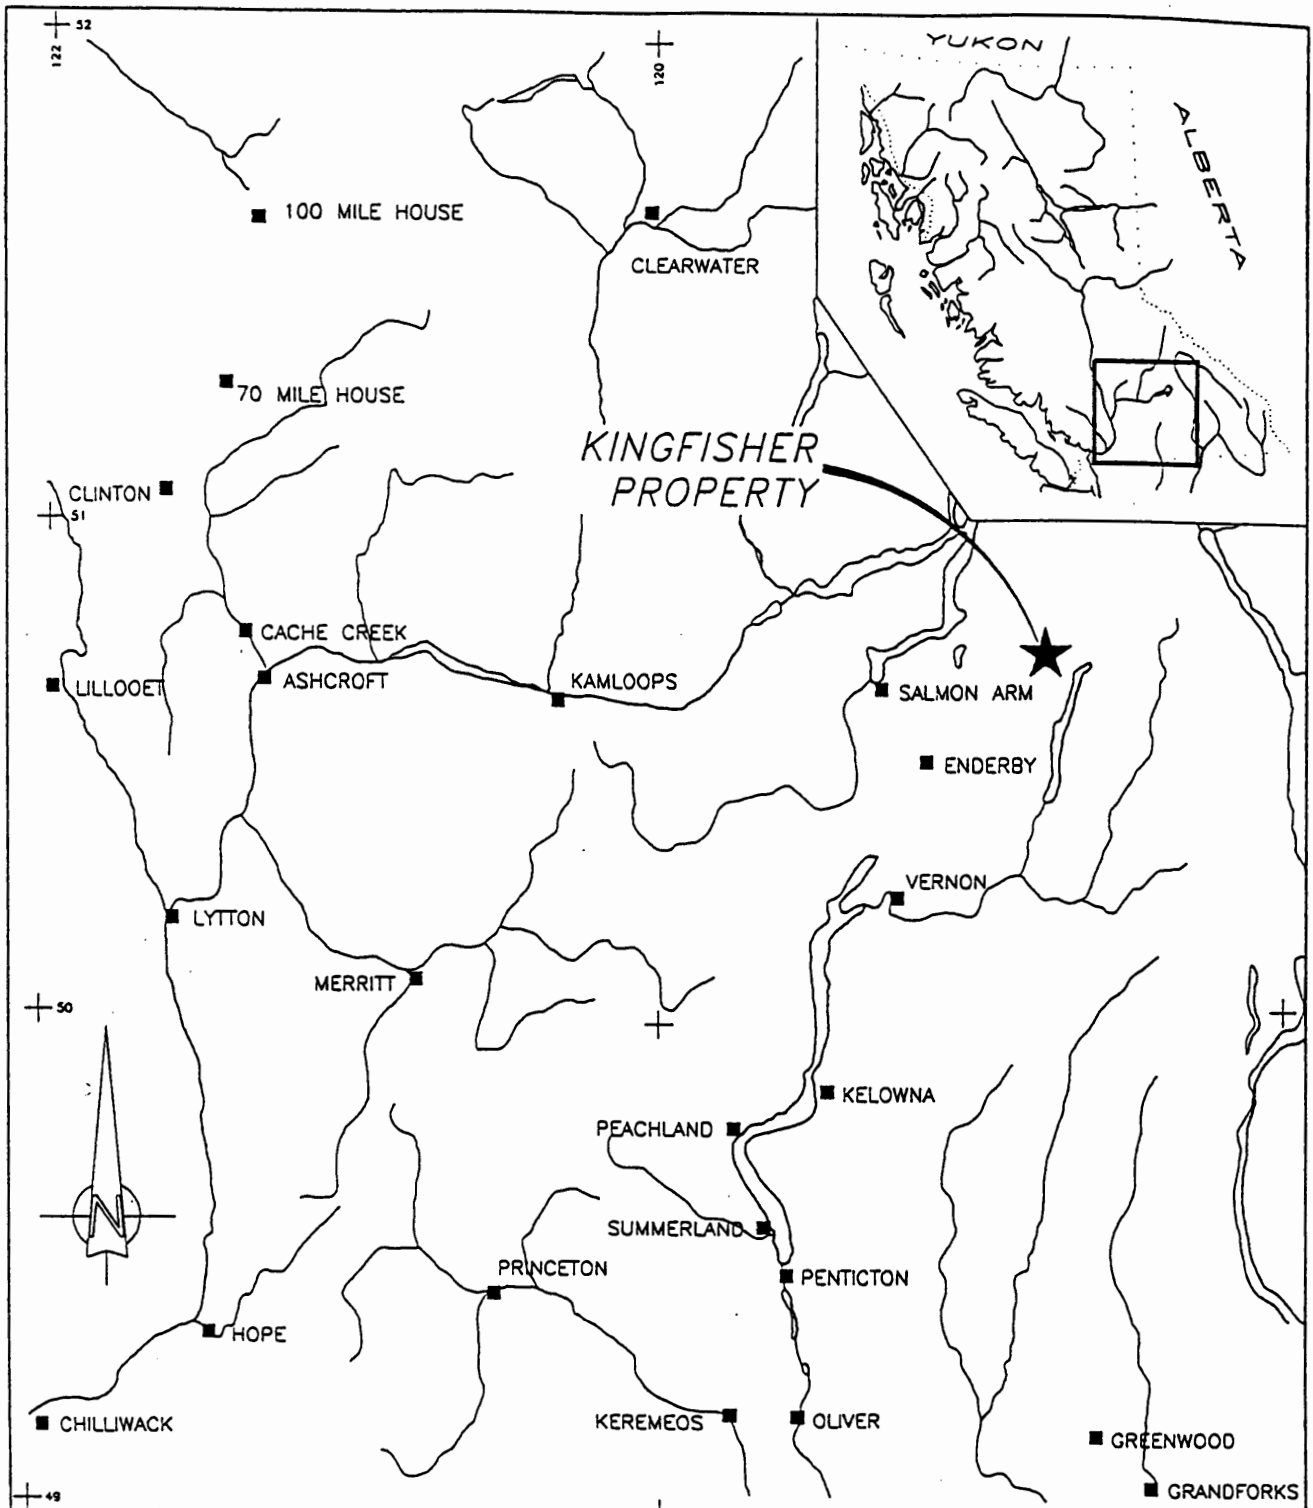 52
122
120
YUKON
ALBERTA
100 MILE HOUSE
CLEARWATER
70 MILE HOUSE
KINGFISHER
PROPERTY
CLINTON
51
CACHE CREEK
ASHCROFT
KAMLOOPS
LILLOOET
SALMON ARM
ENDERBY
VERNON
LYTTON
MERRITT
50
KELOWNA
PEACHLAND
N
SUMMERLAND
PRINCETON
PENTICTON
HOPE
CHILLIWACK
KEREMEOS
OLIVER
GREENWOOD
GRANDFORKS
49